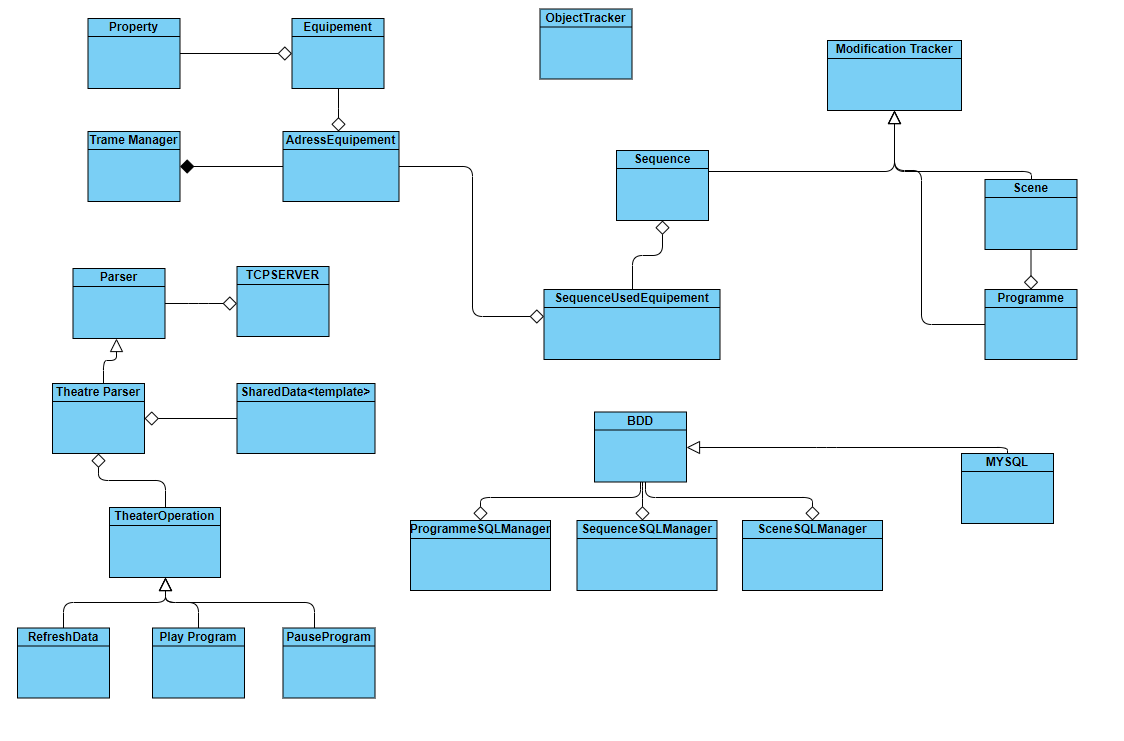 ObjectTracker
Property
Equipement
Modification Tracker
Trame Manager
AdressEquipement
Sequence
Scene
Parser
TCPSERVER
SequenceUsedEquipement
Programme
Theatre Parser
SharedData<template>
BDD
MYSQL
TheaterOperation
ProgrammeSQLManager
SequenceSQLManager
SceneSQLManager
RefreshData
Play Program
PauseProgram